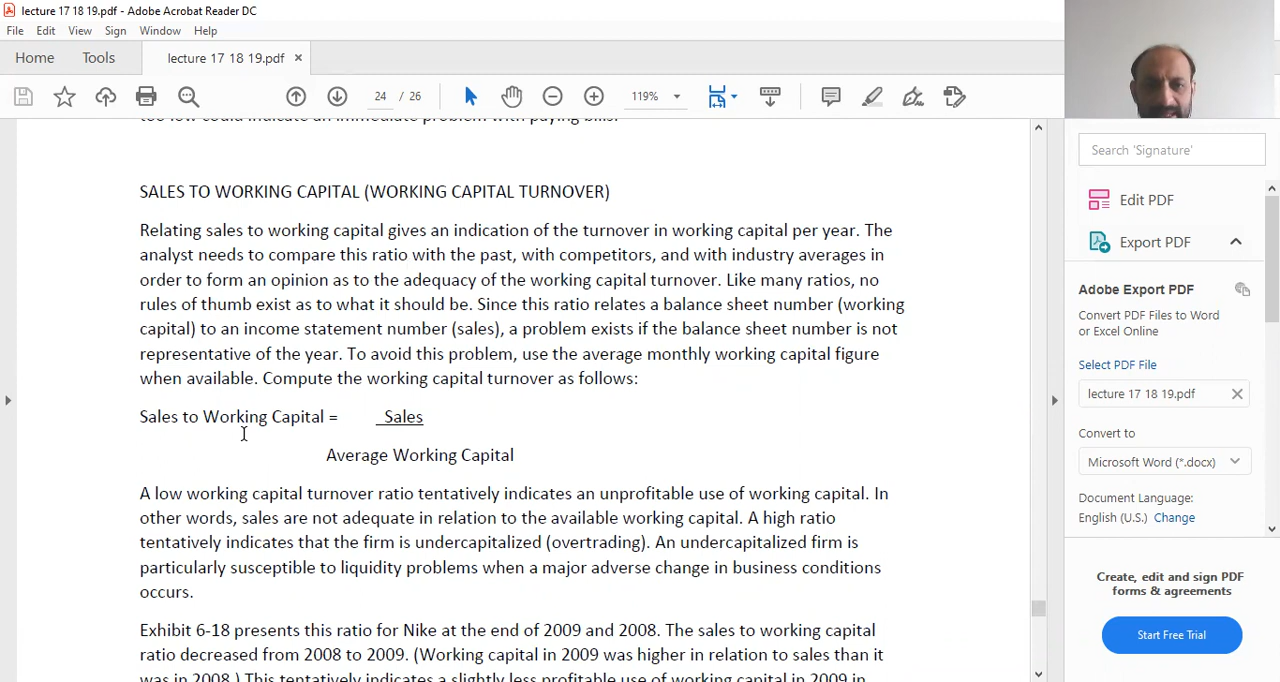 lecture 17 18 19.pdf - Adobe Acrobat Reader DC
File Edit View Sign Window Help
Home Tools lecture 17 18 19.pdf ×
24 / 26 119%
too low could indicate an immediate problem with paying bills.
SALES TO WORKING CAPITAL (WORKING CAPITAL TURNOVER)
Relating sales to working capital gives an indication of the turnover in working capital per year. The
analyst needs to compare this ratio with the past, with competitors, and with industry averages in
order to form an opinion as to the adequacy of the working capital turnover. Like many ratios, no
rules of thumb exist as to what it should be. Since this ratio relates a balance sheet number (working
capital) to an income statement number (sales), a problem exists if the balance sheet number is not
representative of the year. To avoid this problem, use the average monthly working capital figure
when available. Compute the working capital turnover as follows:
Sales to Working Capital = Sales
Average Working Capital
A low working capital turnover ratio tentatively indicates an unprofitable use of working capital. In
other words, sales are not adequate in relation to the available working capital. A high ratio
tentatively indicates that the firm is undercapitalized (overtrading). An undercapitalized firm is
particularly susceptible to liquidity problems when a major adverse change in business conditions
occurs.
Exhibit 6-18 presents this ratio for Nike at the end of 2009 and 2008. The sales to working capital
ratio decreased from 2008 to 2009. (Working capital in 2009 was higher in relation to sales than it
was in 2008.) This tentatively indicates a slightly less profitable use of working capital in 2009 in
Search 'Signature'
Edit PDF
Export PDF
Adobe Export PDF
Convert PDF Files to Word
or Excel Online
Select PDF File
lecture 17 18 19.pdf
Convert to
Microsoft Word (*.docx)
Document Language:
English (U.S.) Change
Create, edit and sign PDF
forms & agreements
Start Free Trial